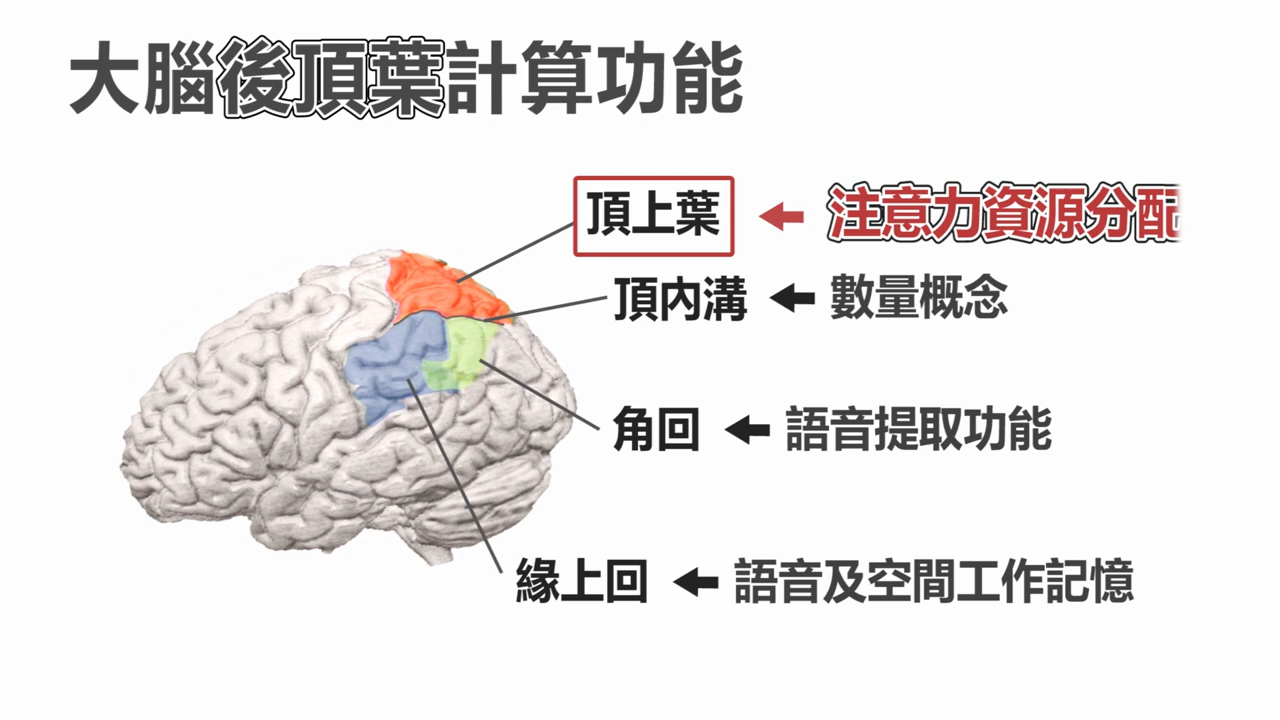 大腦後頂葉計算功能
頂上葉 ← 注意力資源分配
頂內溝 ← 數量概念
角回 ← 語音提取功能
緣上回 ← 語音及空間工作記憶